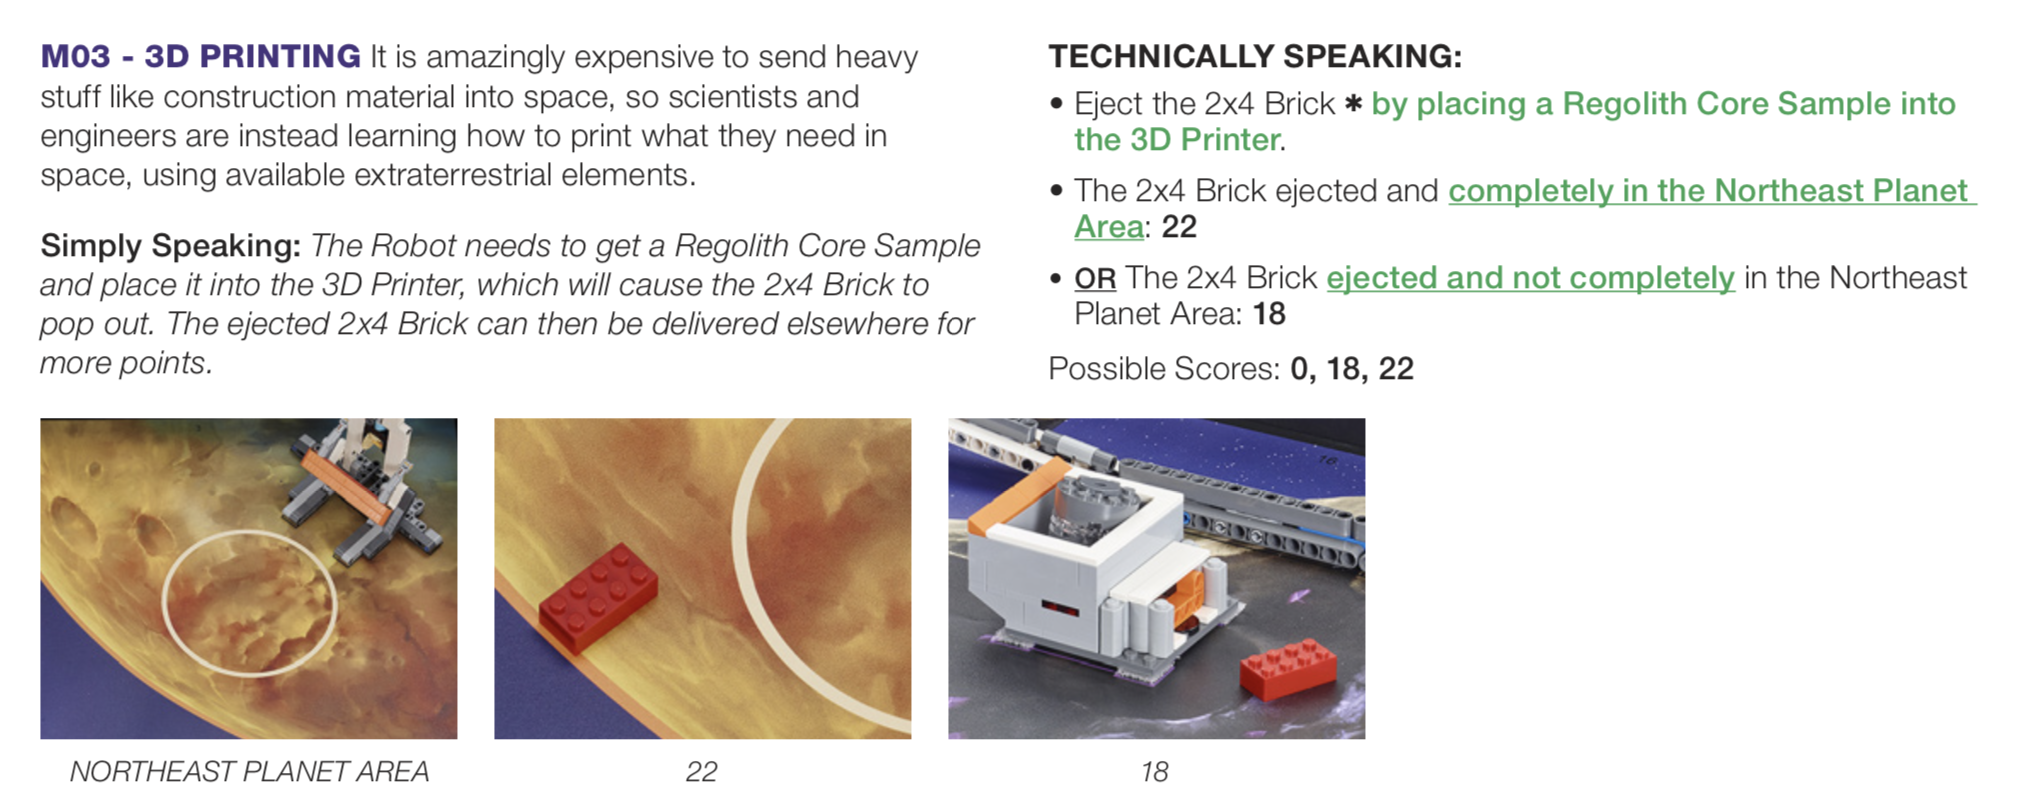 M03 - 3D PRINTING It is amazingly expensive to send heavy
stuff like construction material into space, so scientists and
engineers are instead learning how to print what they need in
space, using available extraterrestrial elements.
Simply Speaking: The Robot needs to get a Regolith Core Sample
and place it into the 3D Printer, which will cause the 2x4 Brick to
pop out. The ejected 2x4 Brick can then be delivered elsewhere for
more points.
TECHNICALLY SPEAKING:
• Eject the 2x4 Brick ✱ by placing a Regolith Core Sample into
the 3D Printer.
• The 2x4 Brick ejected and completely in the Northeast Planet
Area: 22
• OR The 2x4 Brick ejected and not completely in the Northeast
Planet Area: 18
Possible Scores: 0, 18, 22
NORTHEAST PLANET AREA
22
18